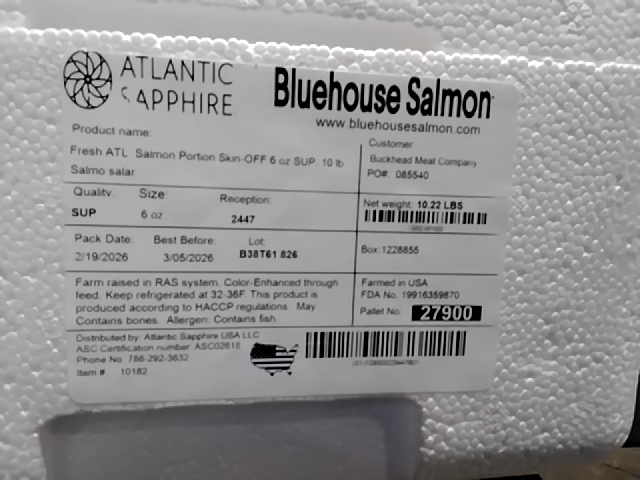 ATLANTIC
SAPPHIRE
Bluehouse Salmon
www.bluehousesalmon.com
Product name:
Fresh ATL Salmon Portion Skin-OFF 6 oz SUP 10 lb
Salmo salar
Customer
Buckhead Meat Company
PO#: 085540
Quality. Size: Reception:
SUP 6 oz 2447
Net weight: 10.22 LBS
Pack Date: Best Before: Lot:
2/19/2026 3/05/2026 B38T61 826
Box:1228855
Farm raised in RAS system. Color-Enhanced through
feed. Keep refrigerated at 32-36F. This product is
produced according to HACCP regulations. May
Contains bones. Allergen: Contains fish.
Farmed in USA
FDA No. 19916359870
Pallet No: 27900
Distributed by: Atlantic Sapphire USA LLC
ASC Certification number: ASC02618
Phone No: 786-292-3632
Item # 10182